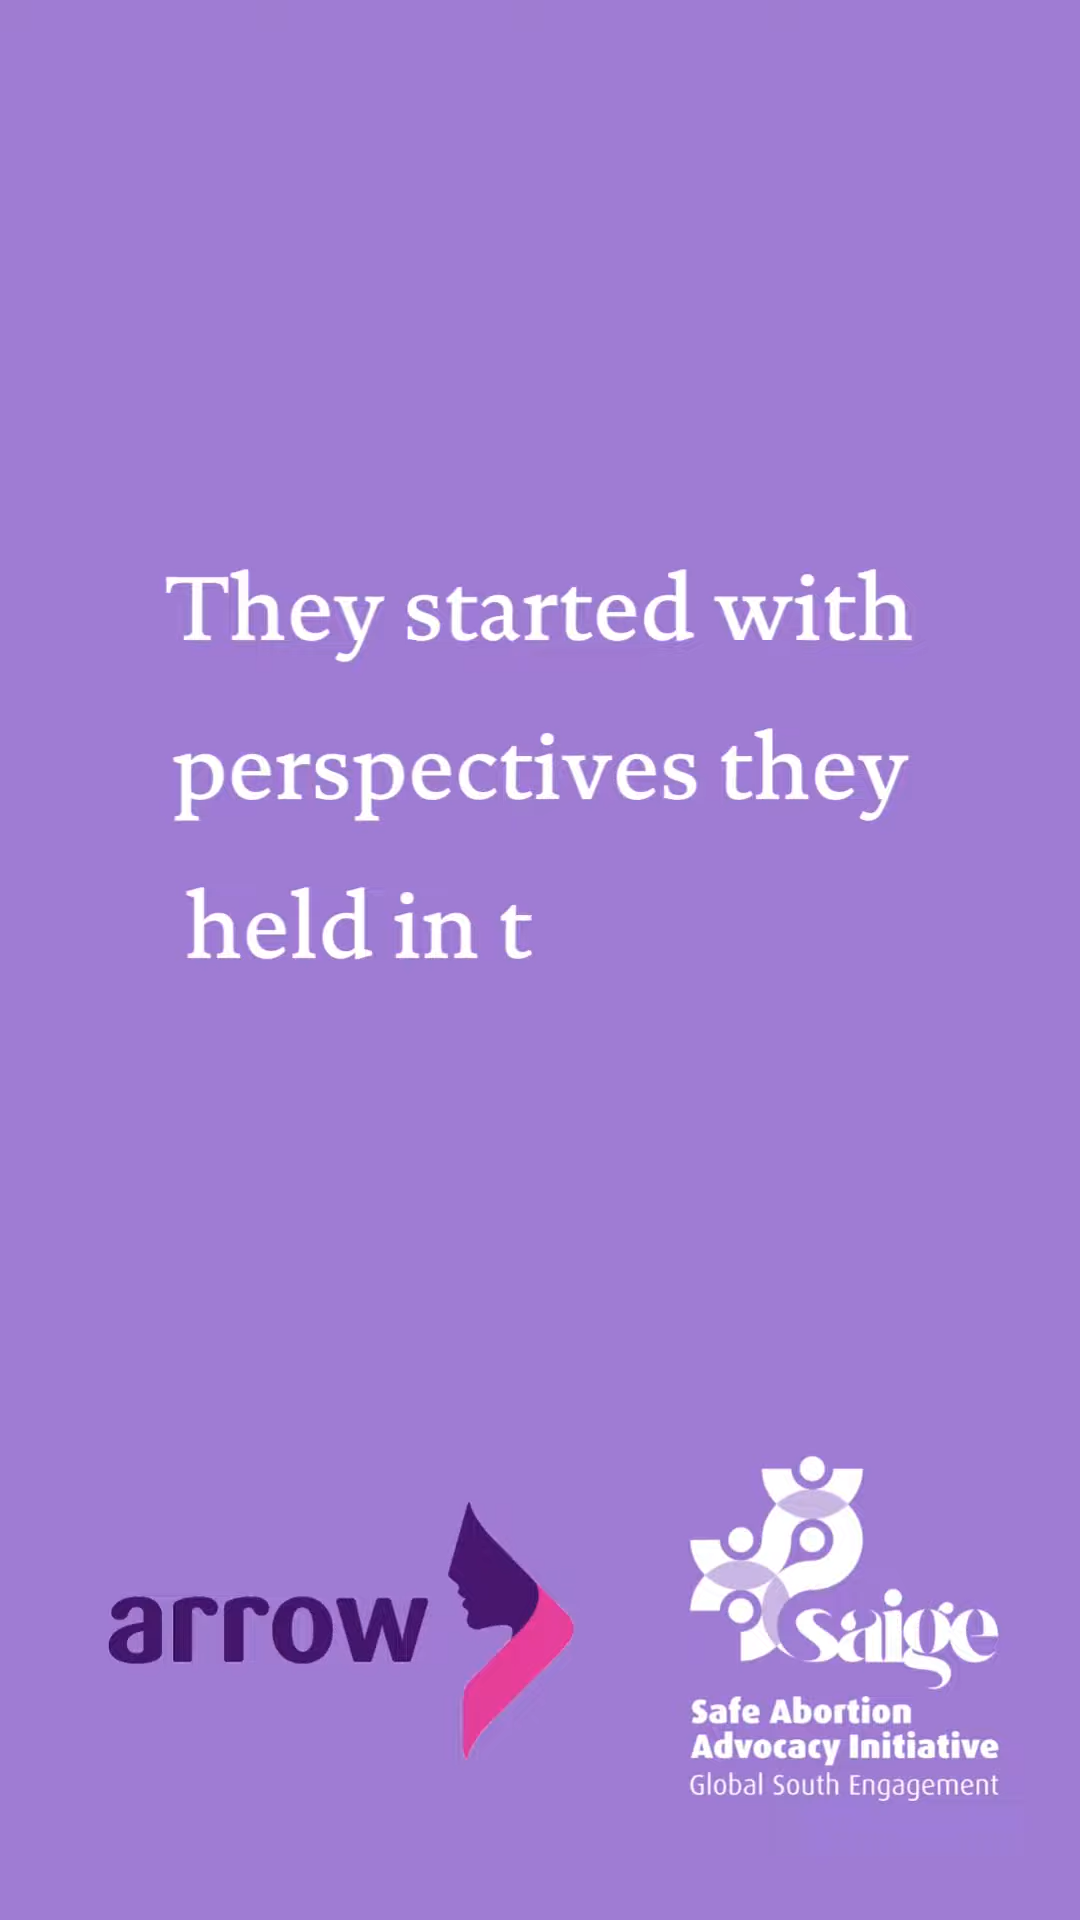 They started with
perspectives they
held in t
arrow
saige
Safe Abortion
Advocacy Initiative
Global South Engagement